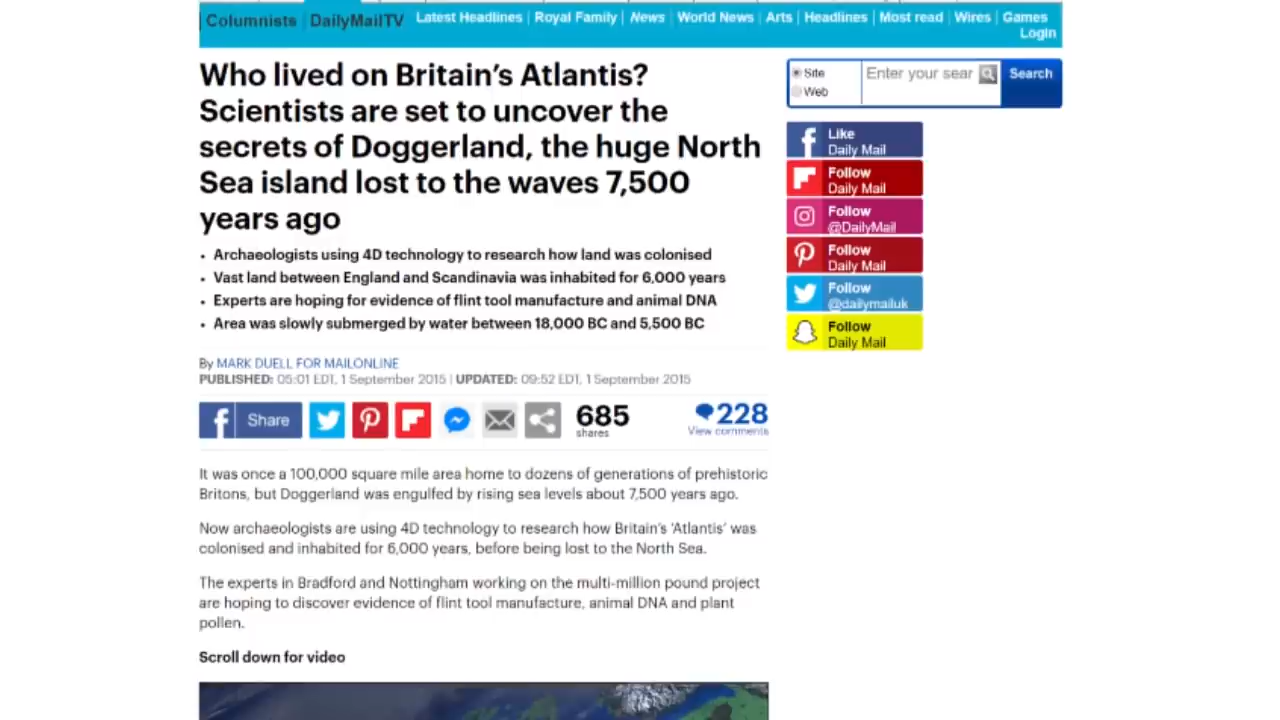 Columnists DailyMailTV Latest Headlines Royal Family News World News Arts Headlines Most read Wires Games
Login
Who lived on Britain's Atlantis?
Scientists are set to uncover the
secrets of Doggerland, the huge North
Sea island lost to the waves 7,500
years ago
• Archaeologists using 4D technology to research how land was colonised
• Vast land between England and Scandinavia was inhabited for 6,000 years
• Experts are hoping for evidence of flint tool manufacture and animal DNA
• Area was slowly submerged by water between 18,000 BC and 5,500 BC
By MARK DUELL FOR MAILONLINE
PUBLISHED: 05:01 EDT, 1 September 2015 | UPDATED: 09:52 EDT, 1 September 2015
Share
685
shares
228
View comments
It was once a 100,000 square mile area home to dozens of generations of prehistoric
Britons, but Doggerland was engulfed by rising sea levels about 7,500 years ago.
Now archaeologists are using 4D technology to research how Britain's 'Atlantis' was
colonised and inhabited for 6,000 years, before being lost to the North Sea.
The experts in Bradford and Nottingham working on the multi-million pound project
are hoping to discover evidence of flint tool manufacture, animal DNA and plant
pollen.
Scroll down for video
Site
Web
Enter your sear
Search
Like
Daily Mail
Follow
Daily Mail
Follow
@DailyMail
Follow
Daily Mail
Follow
@dailymailuk
Follow
Daily Mail